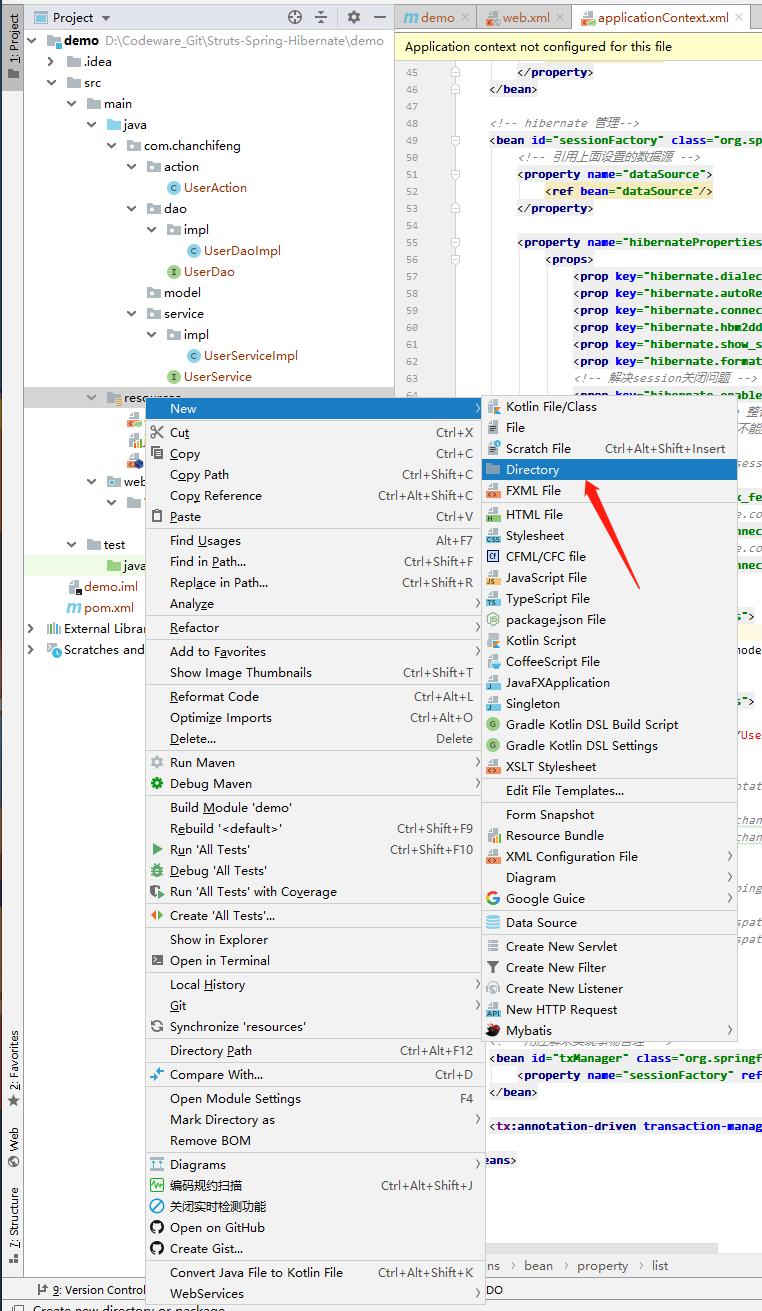 1: Project
Project
demo D:\Codeware_Git\Struts-Spring-Hibernate\demo
.idea
src
main
java
com.chanchifeng
action
UserAction
dao
impl
UserDaoImpl
UserDao
model
service
impl
UserServiceImpl
UserService
resources
web
test
java
demo.iml
pom.xml
External Librar
Scratches and
demo
web.xml
applicationContext.xml
Application context not configured for this file
45 </property>
46 </bean>
47
48 <!-- hibernate 管理-->
49 <bean id="sessionFactory" class="org.sp
50 <!-- 引用上面设置的数据源 -->
51 <property name="dataSource">
52 <ref bean="dataSource"/>
53 </property>
54
55 <property name="hibernateProperties
56 <props>
57 <prop key="hibernate.dialec
58 <prop key="hibernate.autoRe
59 <prop key="hibernate.connec
60 <prop key="hibernate.hbm2dd
61 <prop key="hibernate.show_s
62 <prop key="hibernate.format
63 <!-- 解决session关闭问题 -->
64 <prop key="hibernate.enable
New
Cut Ctrl+X
Copy Ctrl+C
Copy Path Ctrl+Shift+C
Copy Reference Ctrl+Alt+Shift+C
Paste Ctrl+V
Find Usages Alt+F7
Find in Path... Ctrl+Shift+F
Replace in Path... Ctrl+Shift+R
Analyze
Refactor
Add to Favorites
Show Image Thumbnails Ctrl+Shift+T
Reformat Code Ctrl+Alt+L
Optimize Imports Ctrl+Alt+O
Delete... Delete
Run Maven
Debug Maven
Build Module 'demo'
Rebuild '<default>' Ctrl+Shift+F9
Run 'All Tests' Ctrl+Shift+F10
Debug 'All Tests'
Run 'All Tests' with Coverage
Create 'All Tests'...
Show in Explorer
Open in Terminal
Local History
Git
Synchronize 'resources'
Directory Path Ctrl+Alt+F12
Compare With... Ctrl+D
Open Module Settings F4
Mark Directory as
Remove BOM
Diagrams
编码规约扫描 Ctrl+Alt+Shift+J
关闭实时检测功能
Open on GitHub
Create Gist...
Convert Java File to Kotlin File Ctrl+Alt+Shift+K
WebServices
Kotlin File/Class
File
Scratch File Ctrl+Alt+Shift+Insert
Directory
FXML File
HTML File
Stylesheet
CFML/CFC file
JavaScript File
TypeScript File
package.json File
Kotlin Script
CoffeeScript File
JavaFXApplication
Singleton
Gradle Kotlin DSL Build Script
Gradle Kotlin DSL Settings
XSLT Stylesheet
Edit File Templates...
Form Snapshot
Resource Bundle
XML Configuration File
Diagram
Google Guice
Data Source
Create New Servlet
Create New Filter
Create New Listener
New HTTP Request
Mybatis
<bean id="txManager" class="org.springf
<property name="sessionFactory" ref
</bean>
<tx:annotation-driven transaction-manag
eans>
ns > bean > property > list
2: Favorites
Web
7: Structure
9: Version Control
DO
Create new directory or package